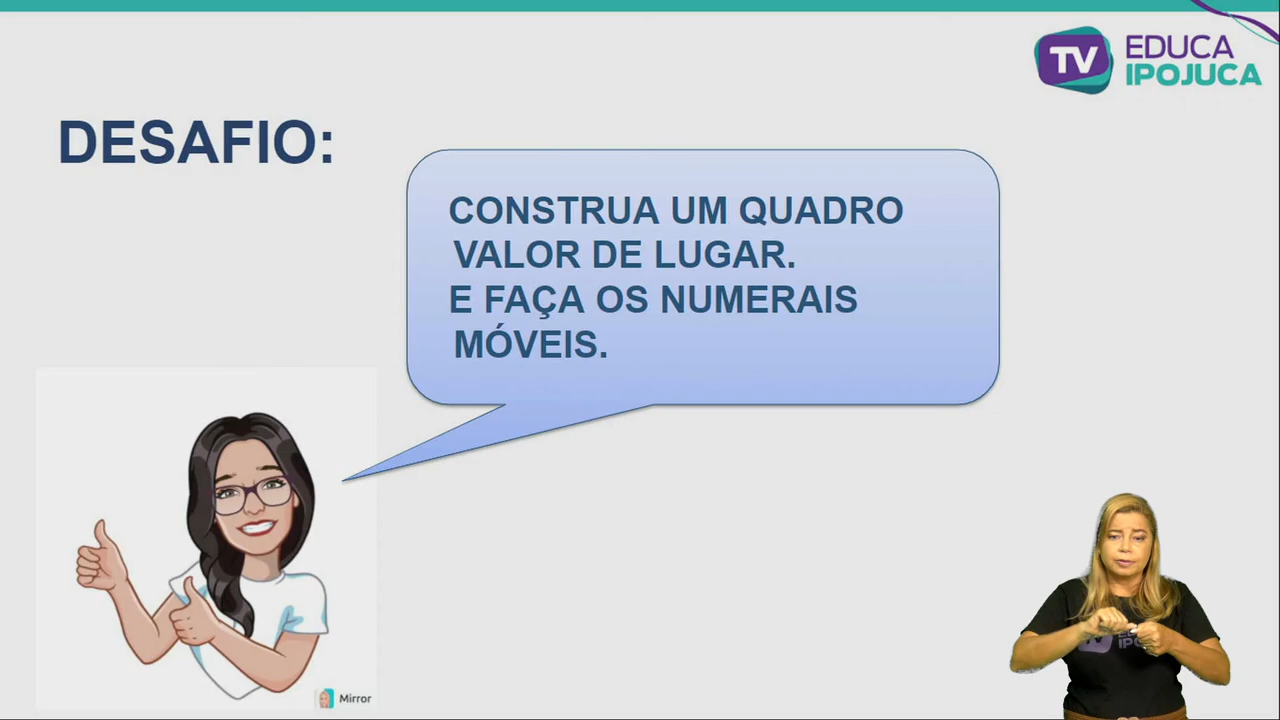 TV EDUCA
IPOJUCA
DESAFIO:
CONSTRUA UM QUADRO
VALOR DE LUGAR.
E FAÇA OS NUMERAIS
MÓVEIS.
Mirror